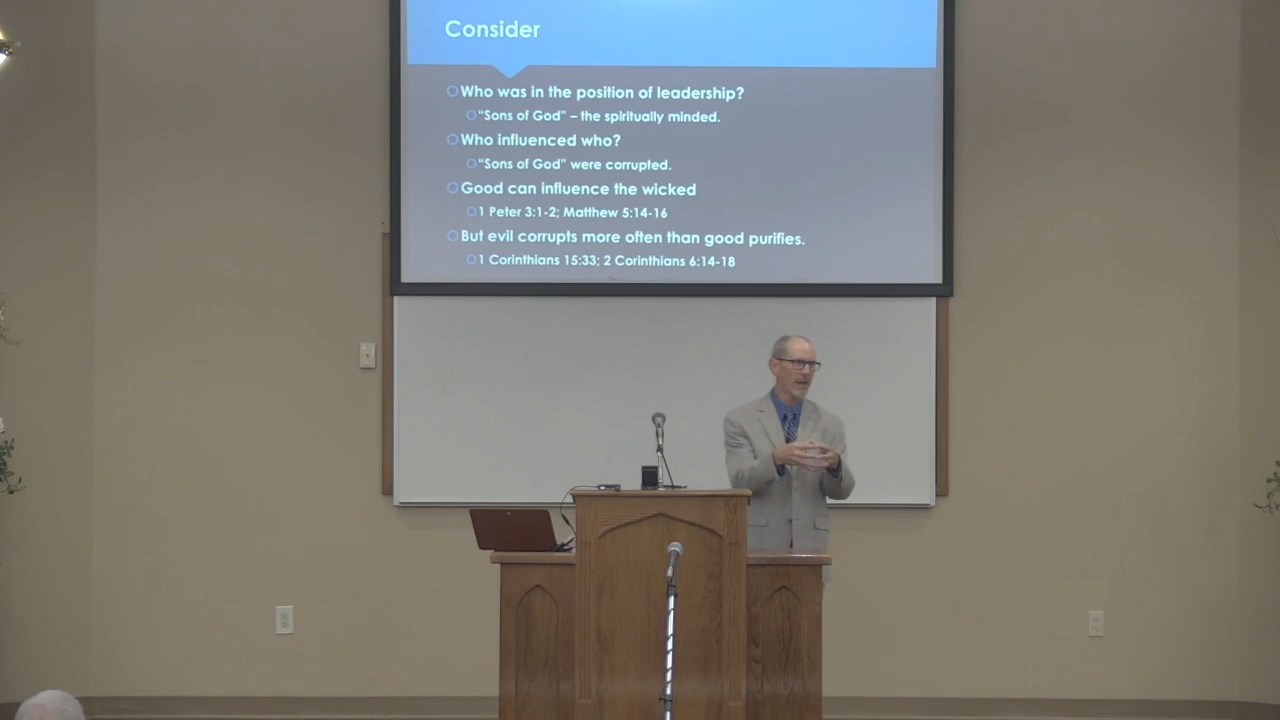 Consider
Who was in the position of leadership?
“Sons of God” – the spiritually minded.
Who influenced who?
“Sons of God” were corrupted.
Good can influence the wicked
1 Peter 3:1-2; Matthew 5:14-16
But evil corrupts more often than good purifies.
1 Corinthians 15:33; 2 Corinthians 6:14-18